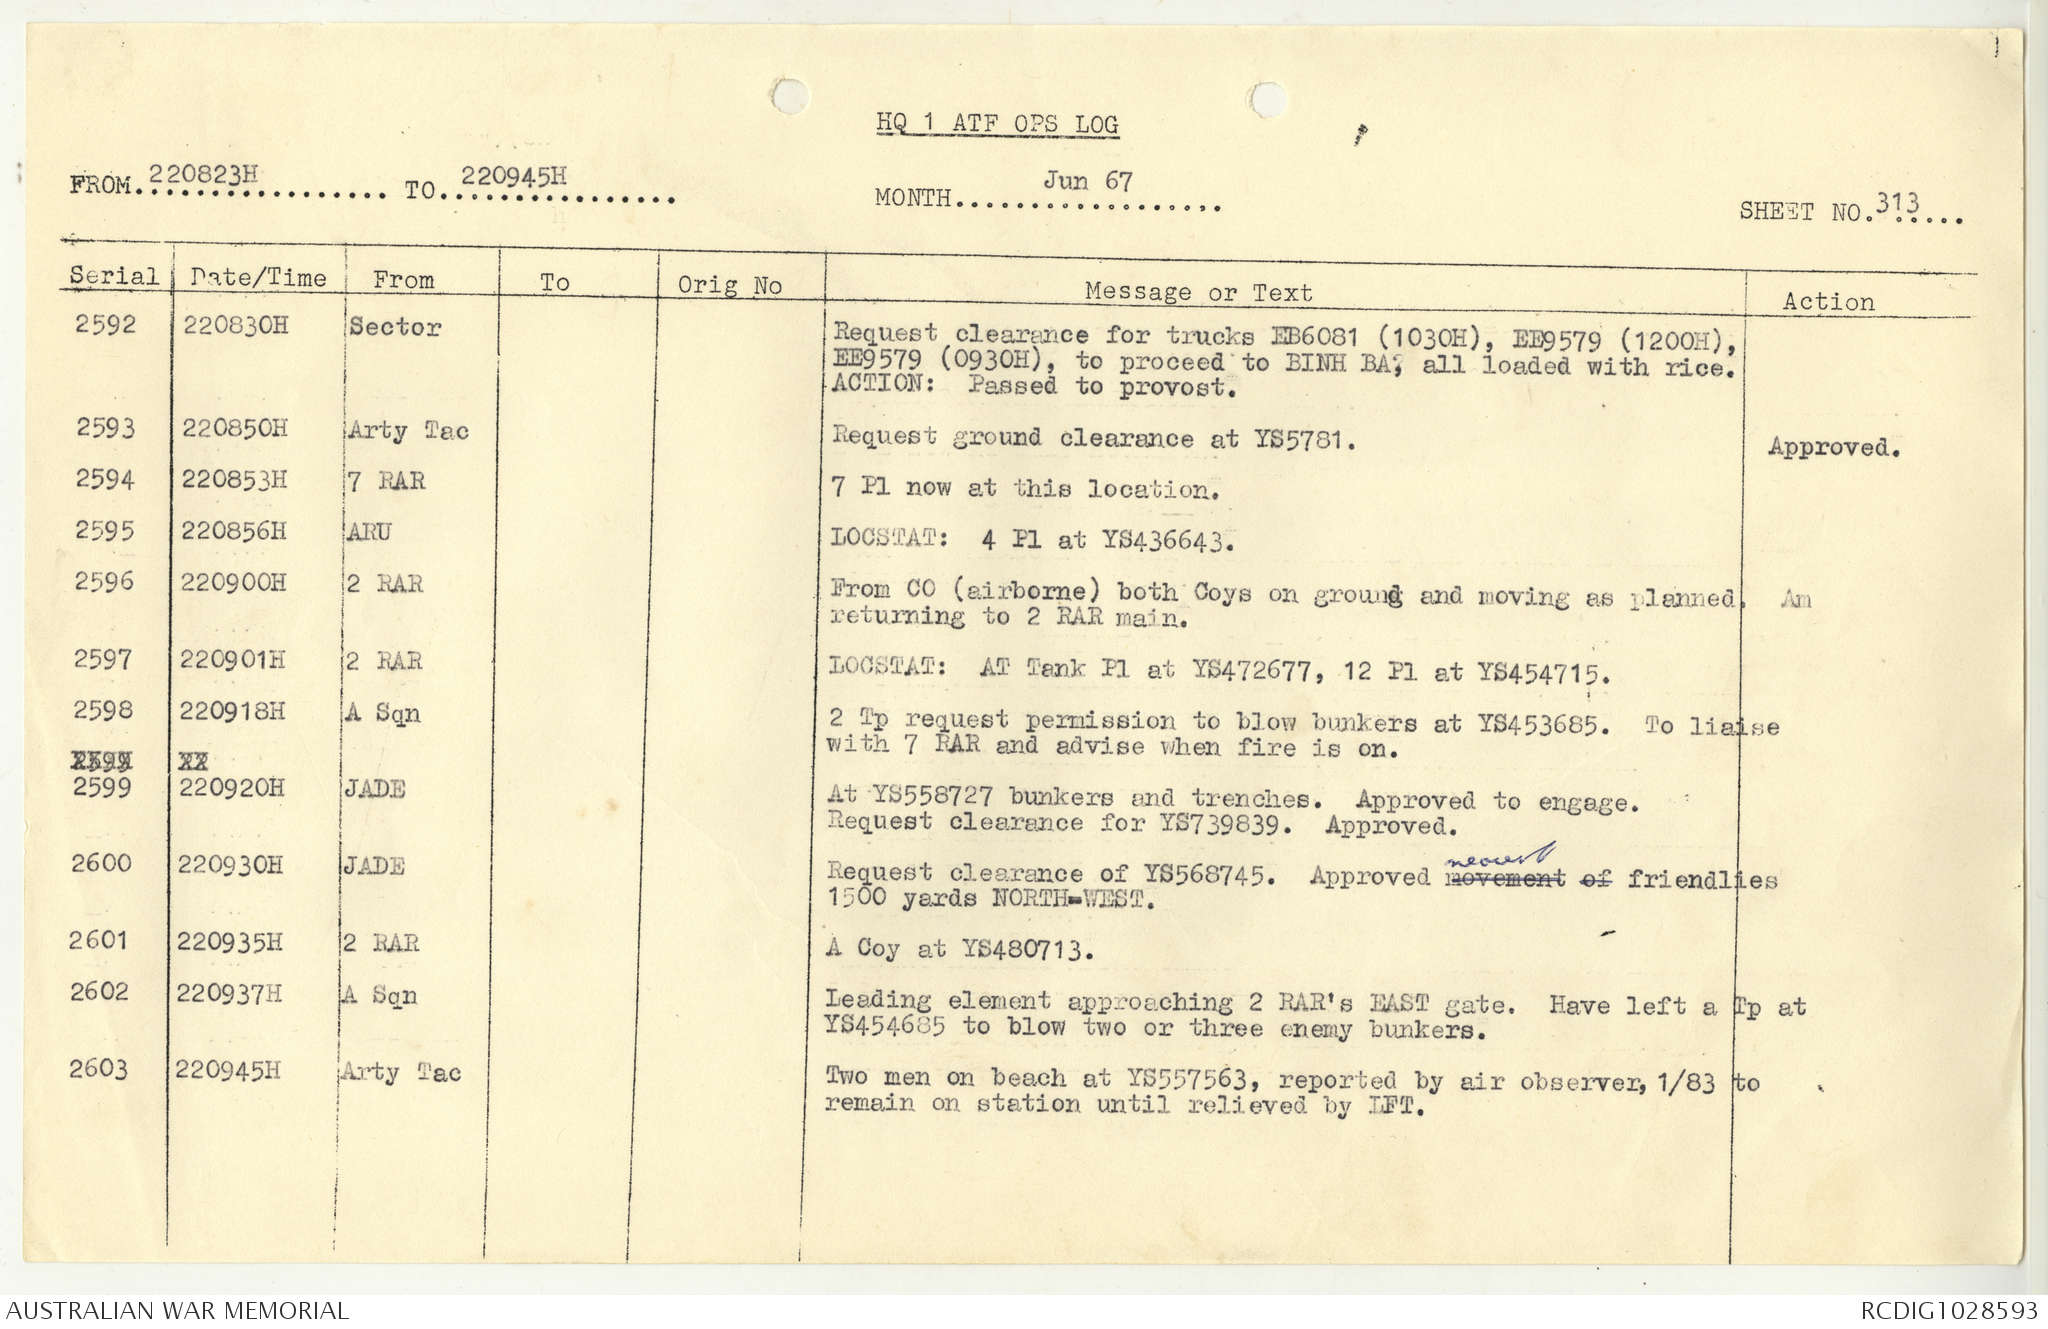 HQ 1 ATF OPS LOG
FROM 220823H TO 220945H MONTH Jun 67 SHEET NO. 313
Serial Date/Time From To Orig No Message or Text Action
2592 220830H Sector Request clearance for trucks EB6081 (1030H), EE9579 (1200H),
EE9579 (0930H), to proceed to BINH BA, all loaded with rice.
ACTION: Passed to provost.
2593 220850H Arty Tac Request ground clearance at YS5781. Approved.
2594 220853H 7 RAR 7 Pl now at this location.
2595 220856H ARU LOCSTAT: 4 Pl at YS436643.
2596 220900H 2 RAR From CO (airborne) both Coys on ground and moving as planned. Am
returning to 2 RAR main.
2597 220901H 2 RAR LOCSTAT: AT Tank Pl at YS472677, 12 Pl at YS454715.
2598 220918H A Sqn 2 Tp request permission to blow bunkers at YS453685. To liaise
with 7 RAR and advise when fire is on.
2599 22
2599 220920H JADE At YS558727 bunkers and trenches. Approved to engage.
Request clearance for YS739839. Approved.
nearest
2600 220930H JADE Request clearance of YS568745. Approved movement of friendlies
1500 yards NORTH-WEST.
2601 220935H 2 RAR A Coy at YS480713.
2602 220937H A Sqn Leading element approaching 2 RAR's EAST gate. Have left a Tp at
YS454685 to blow two or three enemy bunkers.
2603 220945H Arty Tac Two men on beach at YS557563, reported by air observer, 1/83 to
remain on station until relieved by LFT.
AUSTRALIAN WAR MEMORIAL RCDIG1028593